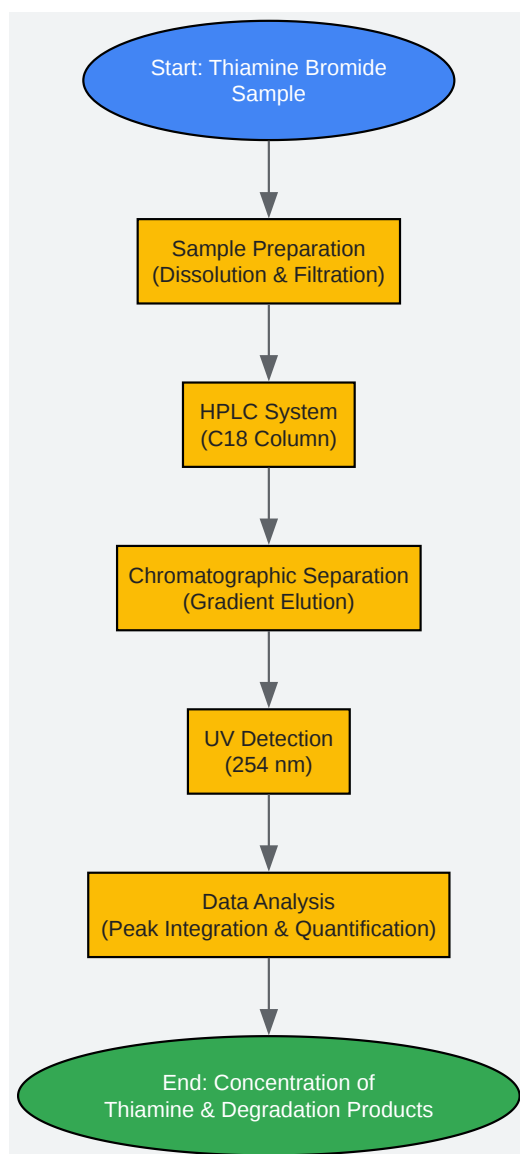 Start: Thiamine Bromide
Sample
Sample Preparation
(Dissolution & Filtration)
HPLC System
(C18 Column)
Chromatographic Separation
(Gradient Elution)
UV Detection
(254 nm)
Data Analysis
(Peak Integration & Quantification)
End: Concentration of
Thiamine & Degradation Products